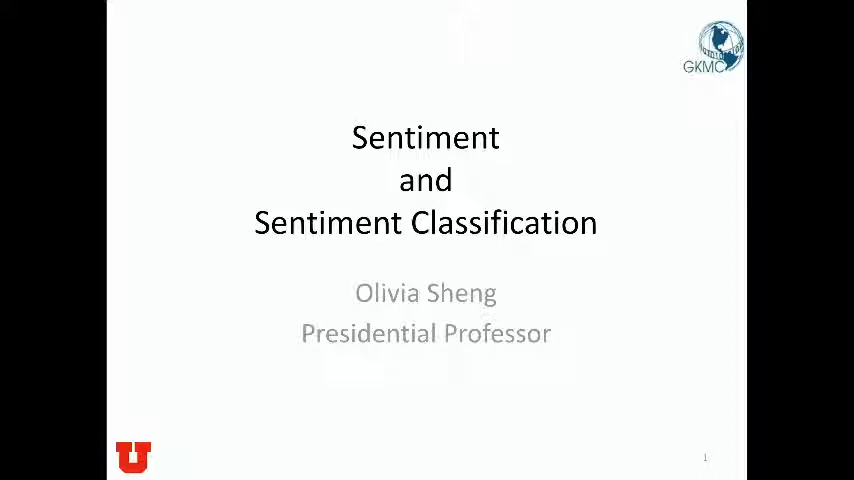 GKMC
Sentiment
and
Sentiment Classification
Olivia Sheng
Presidential Professor
U
1